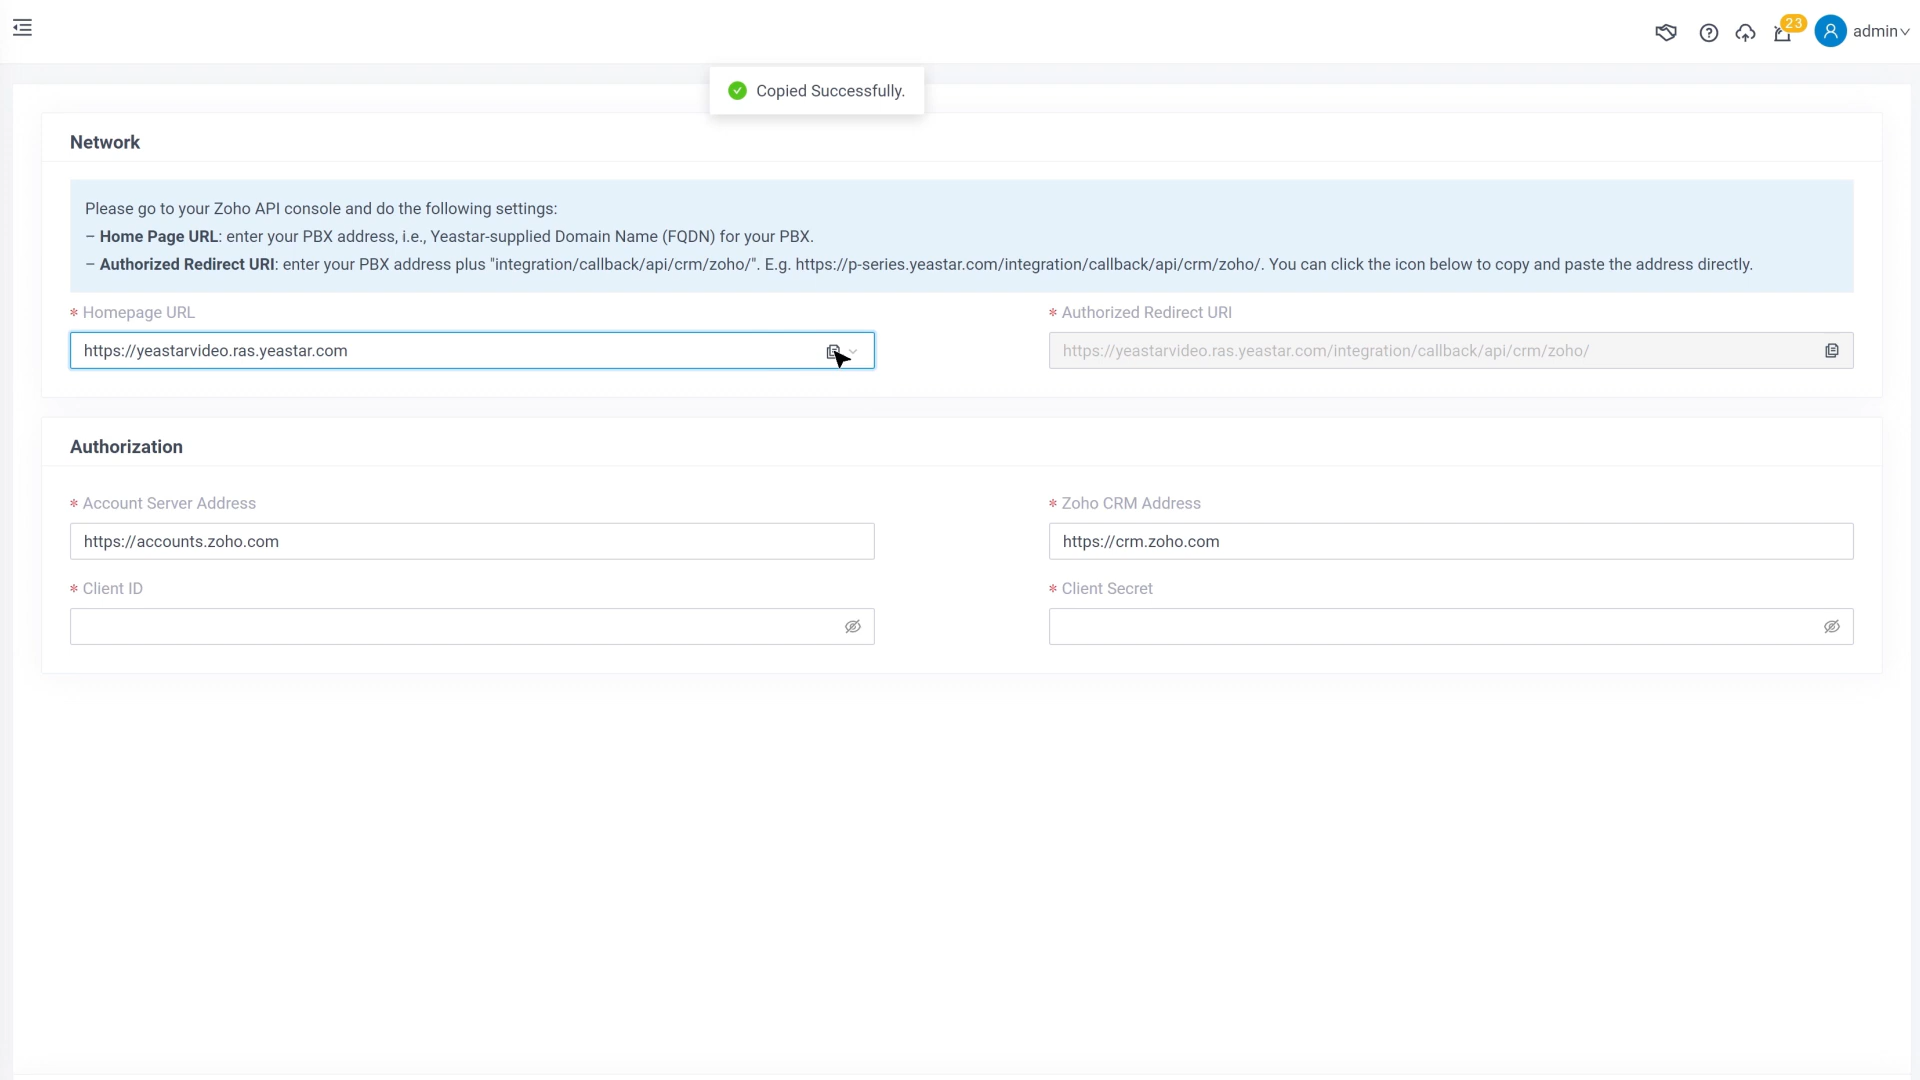 23
admin
Copied Successfully.
Network
Please go to your Zoho API console and do the following settings:
– Home Page URL: enter your PBX address, i.e., Yeastar-supplied Domain Name (FQDN) for your PBX.
– Authorized Redirect URI: enter your PBX address plus "integration/callback/api/crm/zoho/". E.g. https://p-series.yeastar.com/integration/callback/api/crm/zoho/. You can click the icon below to copy and paste the address directly.
* Homepage URL
* Authorized Redirect URI
https://yeastarvideo.ras.yeastar.com
https://yeastarvideo.ras.yeastar.com/integration/callback/api/crm/zoho/
Authorization
* Account Server Address
* Zoho CRM Address
https://accounts.zoho.com
https://crm.zoho.com
* Client ID
* Client Secret